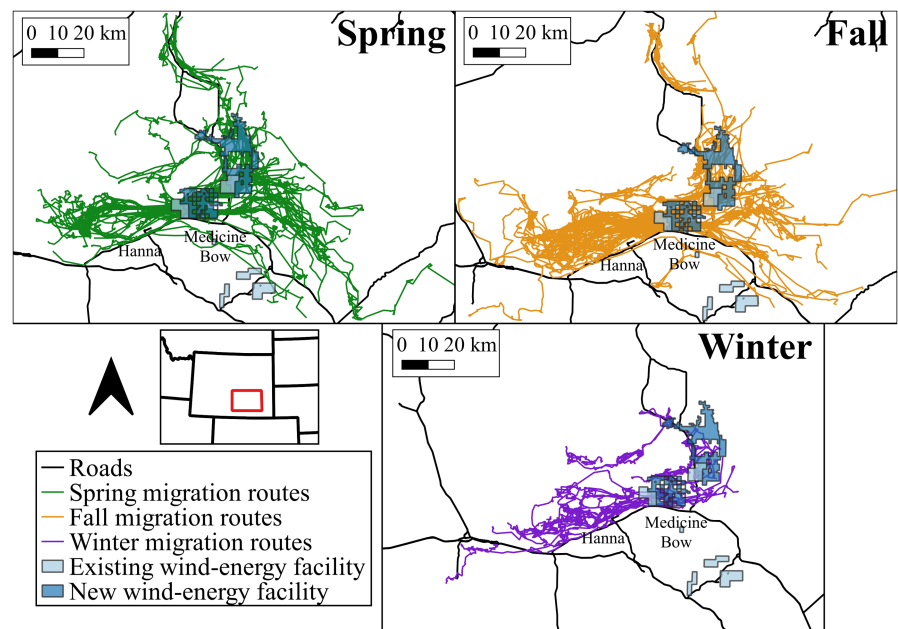 Spring
0 10 20 km
Hanna
Medicine
Bow
Fall
0 10 20 km
Hanna
Medicine
Bow
Winter
0 10 20 km
Hanna
Medicine
Bow
Roads
Spring migration routes
Fall migration routes
Winter migration routes
Existing wind-energy facility
New wind-energy facility